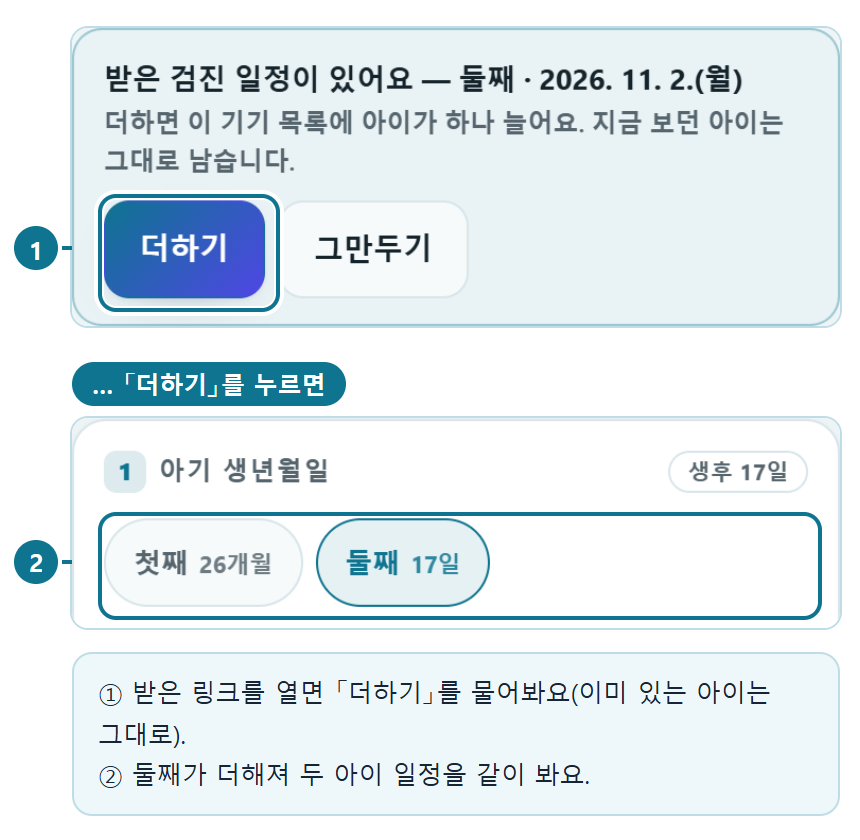 받은 검진 일정이 있어요 — 둘째 · 2026. 11. 2.(월)
더하면 이 기기 목록에 아이가 하나 늘어요. 지금 보던 아이는
그대로 남습니다.
1
더하기
그만두기
... 「더하기」를 누르면
1 아기 생년월일
생후 17일
2
첫째 26개월
둘째 17일
① 받은 링크를 열면 「더하기」를 물어봐요(이미 있는 아이는
그대로).
② 둘째가 더해져 두 아이 일정을 같이 봐요.